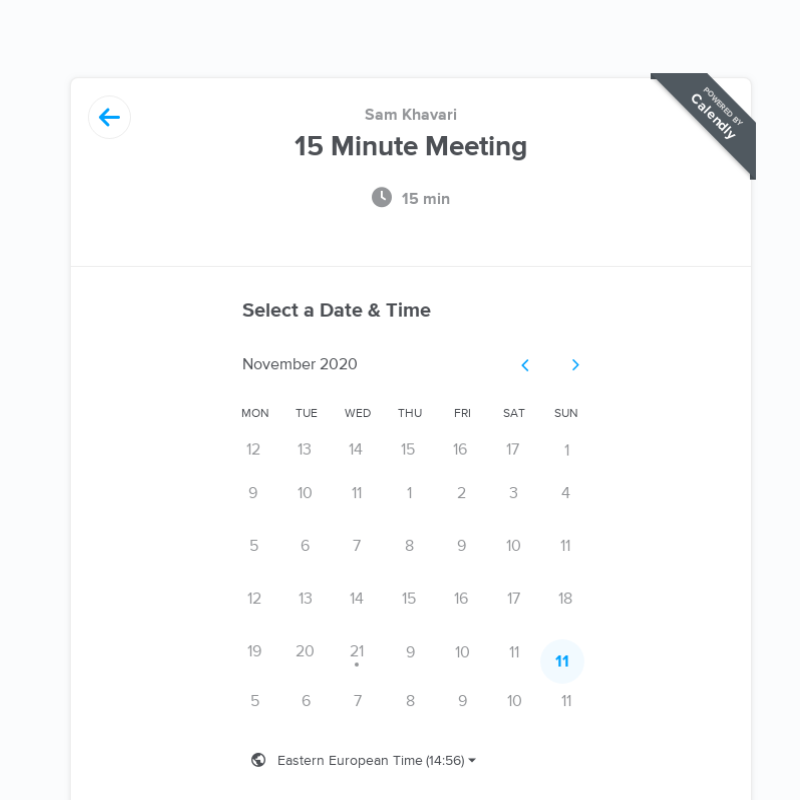 POWERED BY
Calendly
Sam Khavari
15 Minute Meeting
15 min
Select a Date & Time
November 2020
MON TUE WED THU FRI SAT SUN
12 13 14 15 16 17 1
9 10 11 1 2 3 4
5 6 7 8 9 10 11
12 13 14 15 16 17 18
19 20 21 9 10 11 11
5 6 7 8 9 10 11
Eastern European Time (14:56)